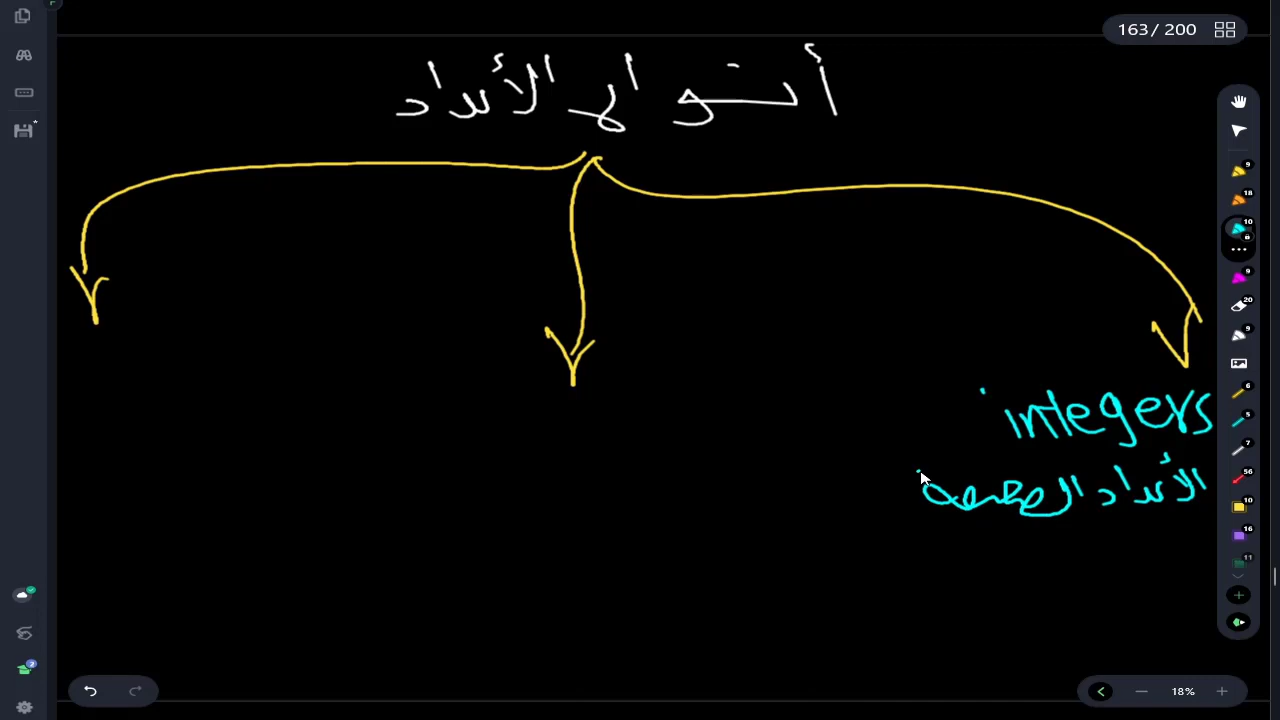 163 / 200
أنواع الأعداد
integers
الأعداد الصحيحة
18%